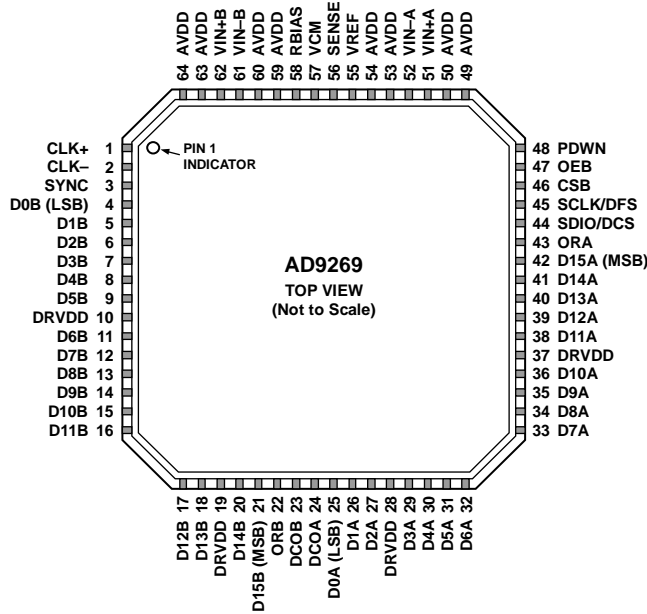 64 AVDD
63 AVDD
62 VIN+B
61 VIN–B
60 AVDD
59 AVDD
58 RBIAS
57 VCM
56 SENSE
55 VREF
54 AVDD
53 AVDD
52 VIN–A
51 VIN+A
50 AVDD
49 AVDD
CLK+ 1
CLK– 2
SYNC 3
D0B (LSB) 4
D1B 5
D2B 6
D3B 7
D4B 8
D5B 9
DRVDD 10
D6B 11
D7B 12
D8B 13
D9B 14
D10B 15
D11B 16
PIN 1
INDICATOR
AD9269
TOP VIEW
(Not to Scale)
48 PDWN
47 OEB
46 CSB
45 SCLK/DFS
44 SDIO/DCS
43 ORA
42 D15A (MSB)
41 D14A
40 D13A
39 D12A
38 D11A
37 DRVDD
36 D10A
35 D9A
34 D8A
33 D7A
D12B 17
D13B 18
DRVDD 19
D14B 20
D15B (MSB) 21
ORB 22
DCOB 23
DCOA 24
D0A (LSB) 25
D1A 26
D2A 27
DRVDD 28
D3A 29
D4A 30
D5A 31
D6A 32